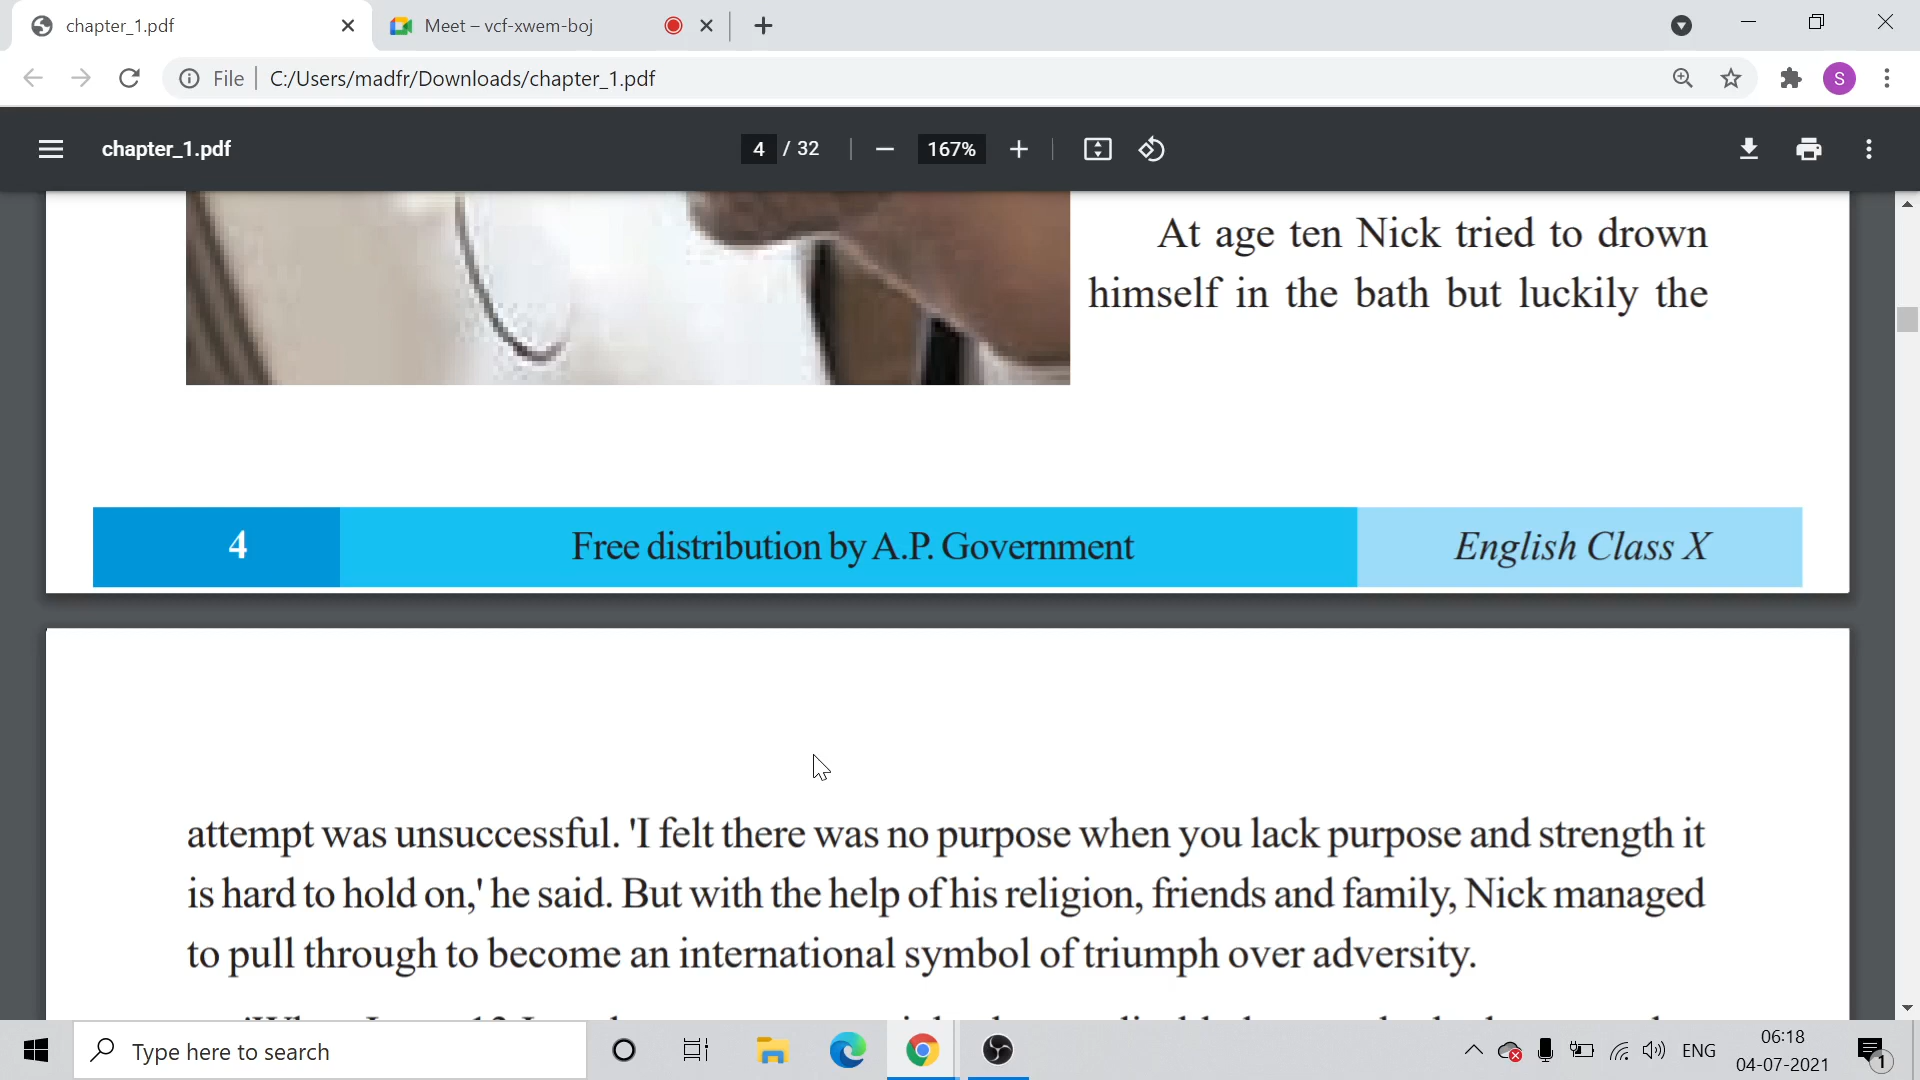 chapter_1.pdf
Meet – vcf-xwem-boj
File
C:/Users/madfr/Downloads/chapter_1.pdf
S
chapter_1.pdf
4 / 32
167%
At age ten Nick tried to drown
himself in the bath but luckily the
4
Free distribution by A.P. Government
English Class X
attempt was unsuccessful. 'I felt there was no purpose when you lack purpose and strength it
is hard to hold on,' he said. But with the help of his religion, friends and family, Nick managed
to pull through to become an international symbol of triumph over adversity.
Type here to search
ENG
06:18
04-07-2021
1